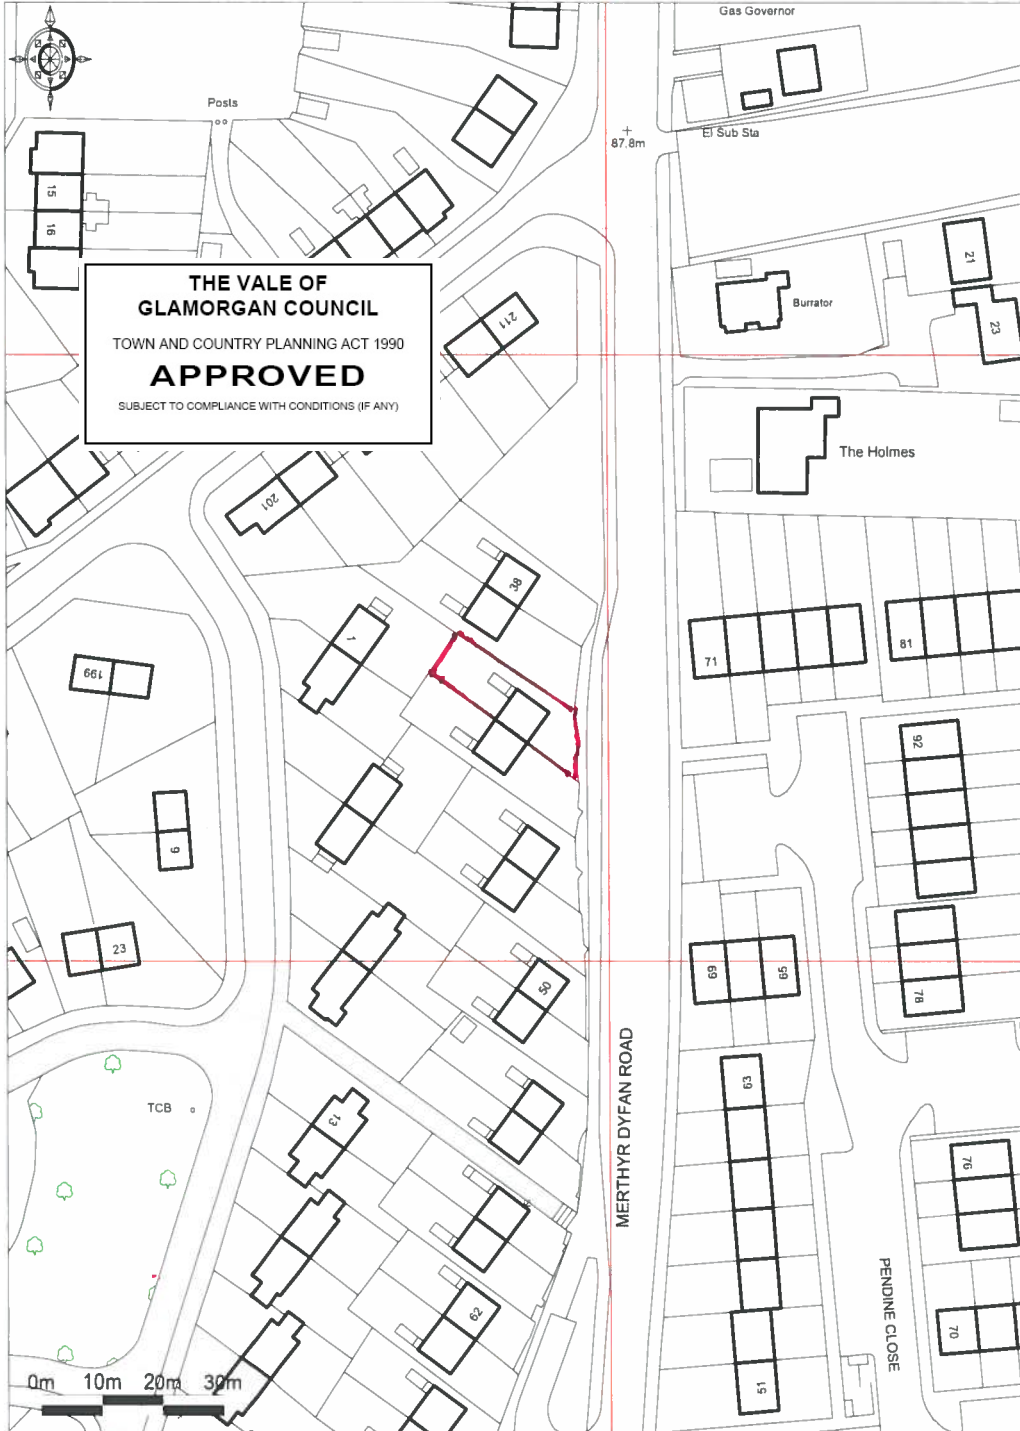 Gas Governor
Posts
El Sub Sta
87.8m
15
16
21
THE VALE OF
GLAMORGAN COUNCIL
TOWN AND COUNTRY PLANNING ACT 1990
APPROVED
SUBJECT TO COMPLIANCE WITH CONDITIONS (IF ANY)
Burrator
211
23
The Holmes
201
38
1
71
81
199
92
9
23
69
65
50
78
MERTHYR DYFAN ROAD
63
TCB
13
76
PENDINE CLOSE
62
70
51
0m 10m 20m 30m